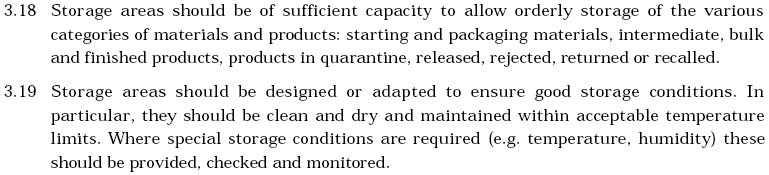 3.18 Storage areas should be of sufficient capacity to allow orderly storage of the various
categories of materials and products: starting and packaging materials, intermediate, bulk
and finished products, products in quarantine, released, rejected, returned or recalled.
3.19 Storage areas should be designed or adapted to ensure good storage conditions. In
particular, they should be clean and dry and maintained within acceptable temperature
limits. Where special storage conditions are required (e.g. temperature, humidity) these
should be provided, checked and monitored.